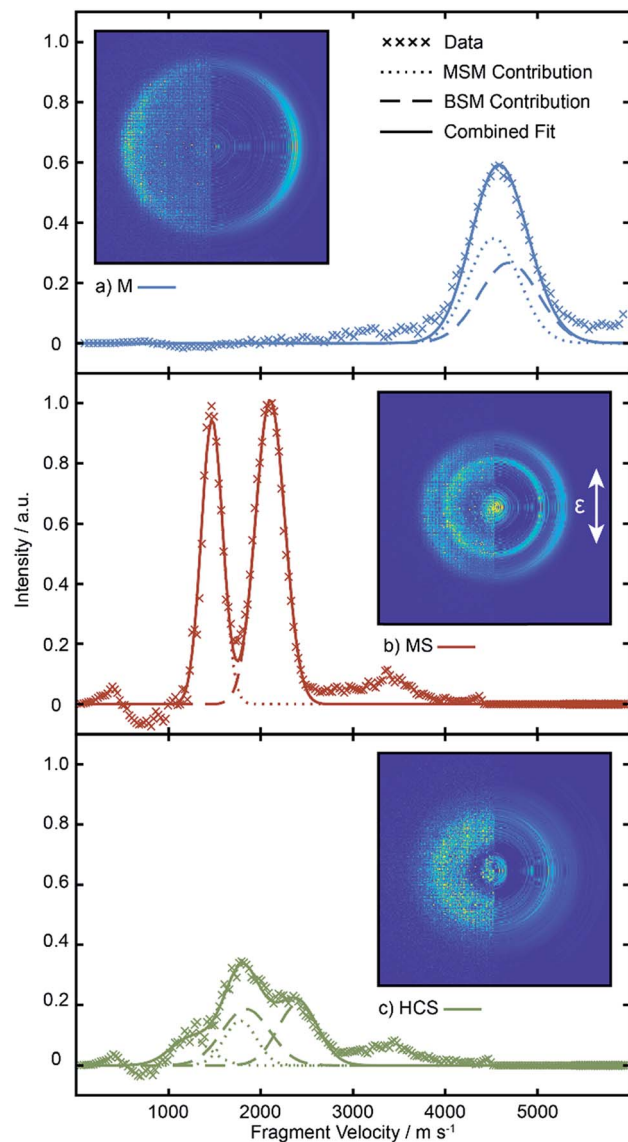 1.0
0.8
0.6
0.4
0.2
0
×××× Data
MSM Contribution
BSM Contribution
Combined Fit
a) M
1.0
0.8
0.6
0.4
0.2
0
ε
b) MS
Intensity / a.u.
1.0
0.8
0.6
0.4
0.2
0
c) HCS
1000 2000 3000 4000 5000
Fragment Velocity / m s⁻¹